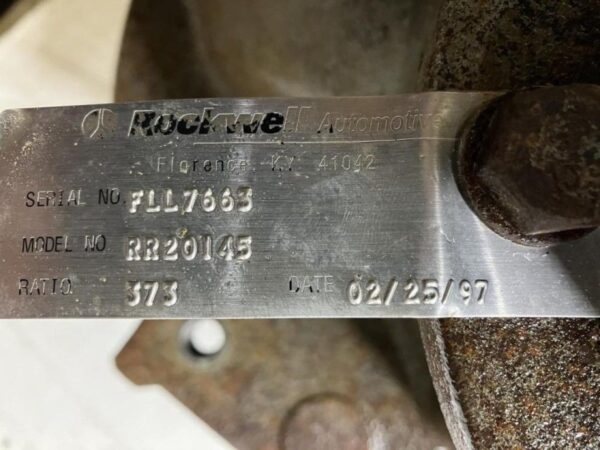 Rockwell Automotive
Florence, KY 41042
SERIAL NO. FLL7663
MODEL NO. RR20145
RATIO 373 DATE 02/25/97